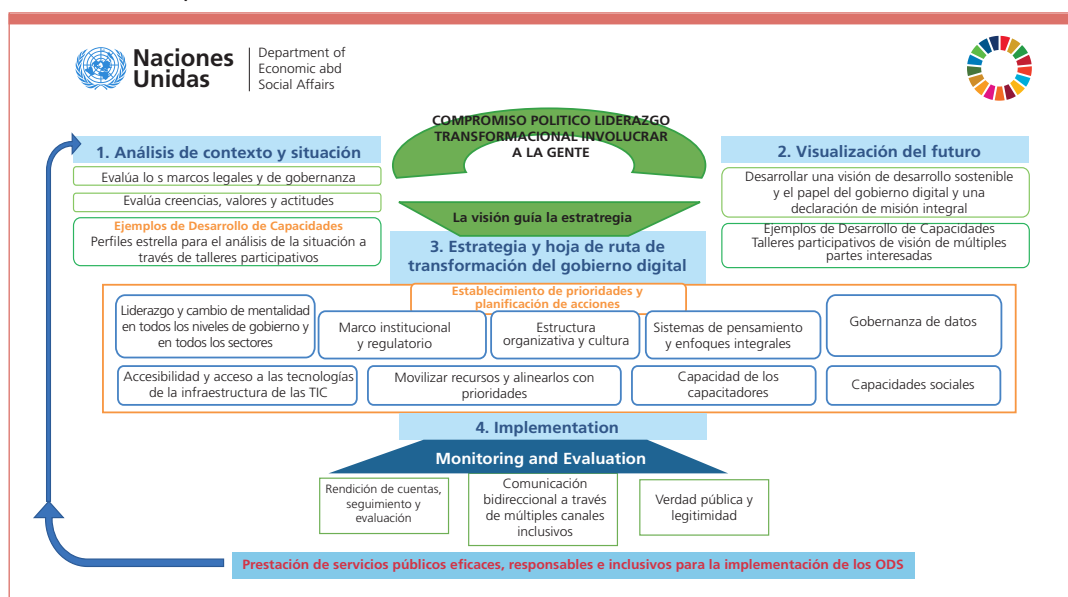 Naciones
Unidas
Department of
Economic abd
Social Affairs
COMPROMISO POLITICO LIDERAZGO
TRANSFORMACIONAL INVOLUCRAR
A LA GENTE
1. Análisis de contexto y situación
Evalúa lo s marcos legales y de gobernanza
Evalúa creencias, valores y actitudes
Ejemplos de Desarrollo de Capacidades
Perfiles estrella para el análisis de la situación a
través de talleres participativos
2. Visualización del futuro
Desarrollar una visión de desarrollo sostenible
y el papel del gobierno digital y una
declaración de misión integral
Ejemplos de Desarrollo de Capacidades
Talleres participativos de visión de múltiples
partes interesadas
La visión guía la estratregia
3. Estrategia y hoja de ruta de
transformación del gobierno digital
Establecimiento de prioridades y
planificación de acciones
Liderazgo y cambio de mentalidad
en todos los niveles de gobierno y
en todos los sectores
Marco institucional
y regulatorio
Estructura
organizativa y cultura
Sistemas de pensamiento
y enfoques integrales
Gobernanza de datos
Accesibilidad y acceso a las tecnologías
de la infraestructura de las TIC
Movilizar recursos y alinearlos con
prioridades
Capacidad de los
capacitadores
Capacidades sociales
4. Implementation
Monitoring and Evaluation
Rendición de cuentas,
seguimiento y
evaluación
Comunicación
bidireccional a través
de múltiples canales
inclusivos
Verdad pública y
legitimidad
Prestación de servicios públicos eficaces, responsables e inclusivos para la implementación de los ODS